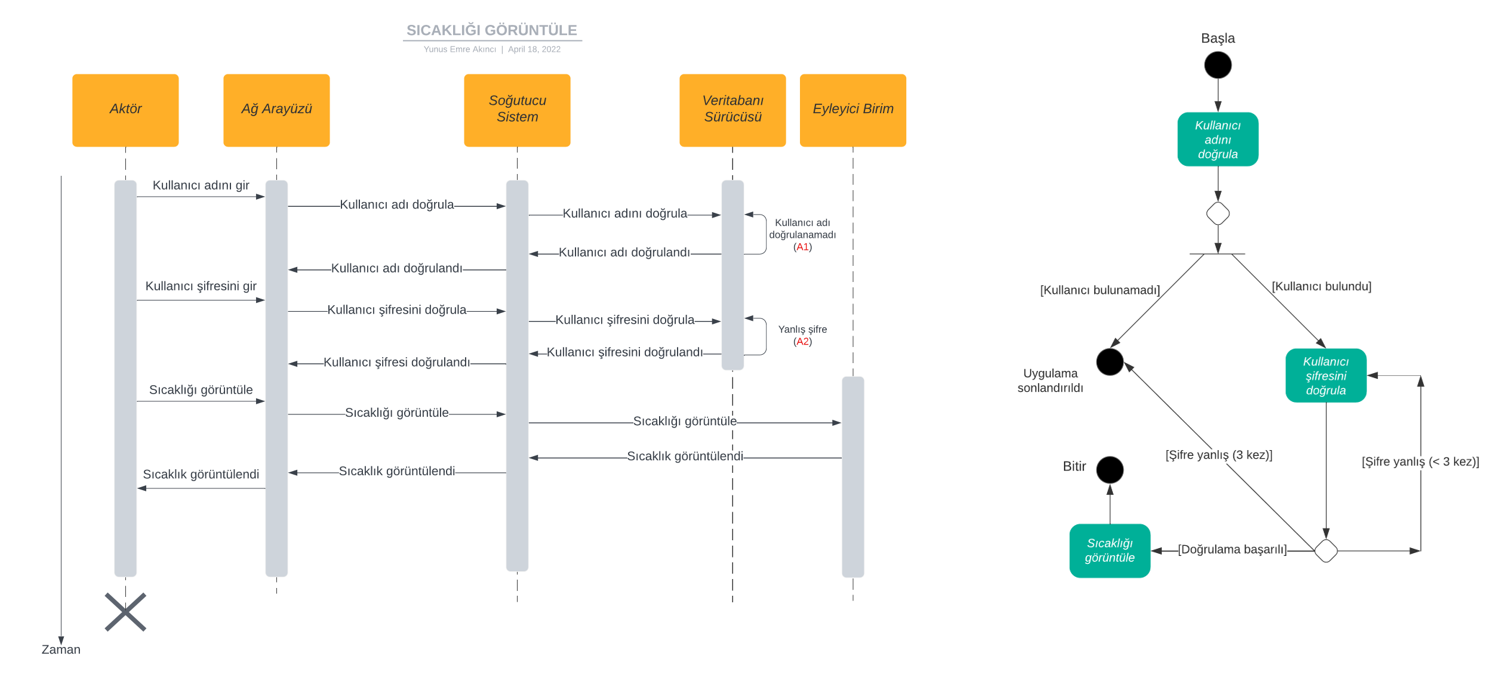 SICAKLIĞI GÖRÜNTÜLE
Yunus Emre Akıncı | April 18, 2022
Aktör
Ağ Arayüzü
Soğutucu
Sistem
Veritabanı
Sürücüsü
Eyleyici Birim
Kullanıcı adını gir
Kullanıcı adı doğrula
Kullanıcı adını doğrula
Kullanıcı adı
doğrulanamadı
(A1)
Kullanıcı adı doğrulandı
Kullanıcı adı doğrulandı
Kullanıcı şifresini gir
Kullanıcı şifresini doğrula
Kullanıcı şifresini doğrula
Yanlış şifre
(A2)
Kullanıcı şifresini doğrulandı
Kullanıcı şifresi doğrulandı
Sıcaklığı görüntüle
Sıcaklığı görüntüle
Sıcaklığı görüntüle
Sıcaklık görüntülendi
Sıcaklık görüntülendi
Sıcaklık görüntülendi
Zaman
Başla
Kullanıcı
adını
doğrula
[Kullanıcı bulunamadı]
[Kullanıcı bulundu]
Uygulama
sonlandırıldı
Kullanıcı
şifresini
doğrula
[Şifre yanlış (3 kez)]
[Şifre yanlış (< 3 kez)]
Bitir
Sıcaklığı
görüntüle
[Doğrulama başarılı]